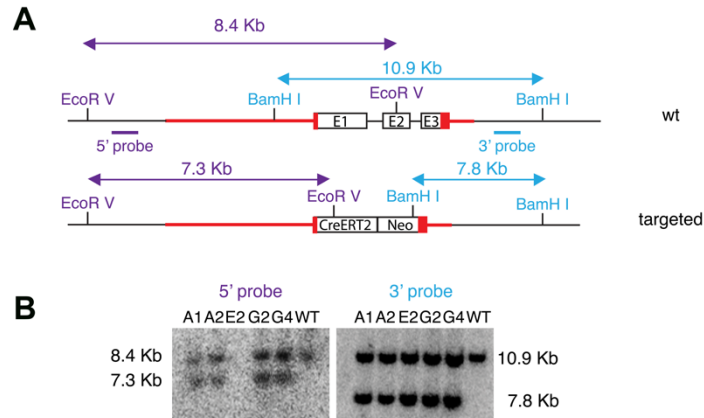 A
8.4 Kb
10.9 Kb
EcoR V
BamH I
EcoR V
BamH I
E1
E2
E3
wt
5' probe
3' probe
7.3 Kb
7.8 Kb
EcoR V
EcoR V
BamH I
BamH I
CreERT2
Neo
targeted
B
5' probe
3' probe
A1 A2 E2 G2 G4 WT
A1 A2 E2 G2 G4 WT
8.4 Kb
10.9 Kb
7.3 Kb
7.8 Kb